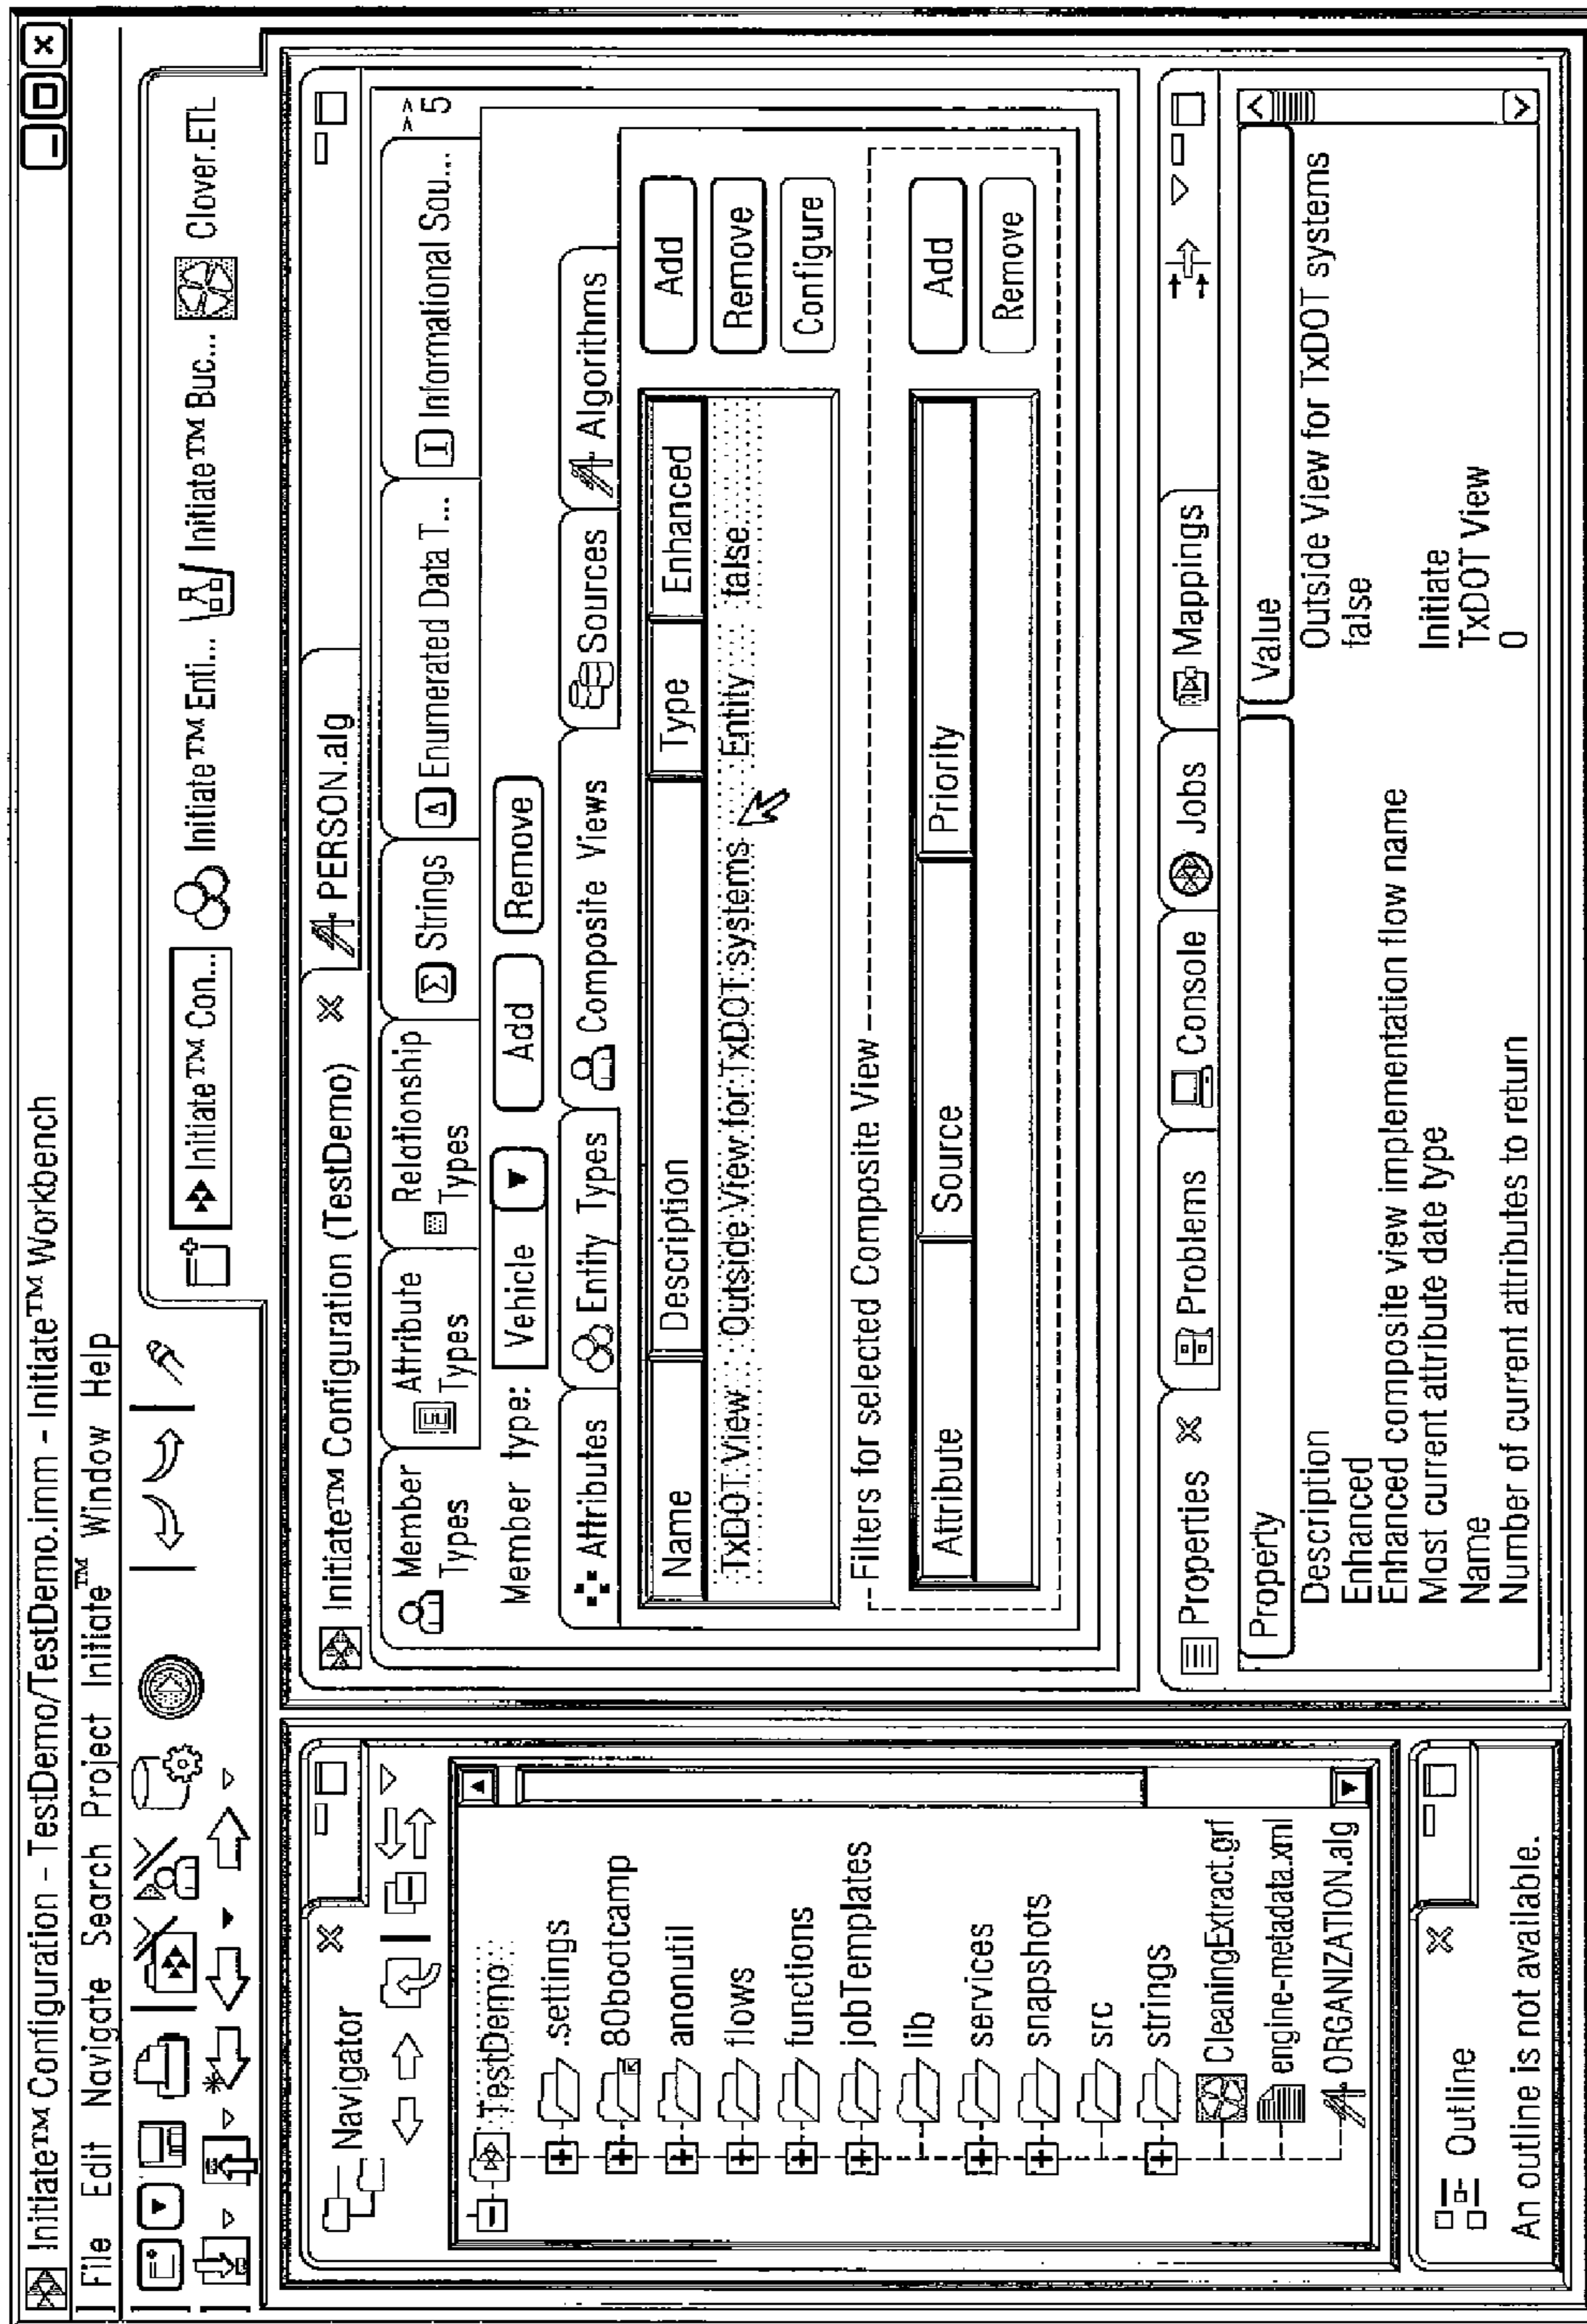 Initiate™ Configuration - TestDemo/TestDemo.imm - Initiate™ Workbench
File Edit Navigate Search Project Initiate™ Window Help
Initiate™ Con...
Initiate™ Enti...
Initiate™ Buc...
Clover.ETL
Navigator
TestDemo
.settings
80bootcamp
anonutil
flows
functions
jobTemplates
lib
services
snapshots
src
strings
CleaningExtract.grf
engine-metadata.xml
ORGANIZATION.alg
Outline
An outline is not available.
Initiate™ Configuration (TestDemo)
PERSON.alg
Member Types
Attribute Types
Relationship Types
Strings
Enumerated Data T...
Informational Sou...
>> 5
Member type: Vehicle Add Remove
Attributes Entity Types Composite Views Sources Algorithms
Name Description Type Enhanced
TxDOT View Outside View for TxDOT systems Entity false
Add
Remove
Configure
Filters for selected Composite View
Attribute Source Priority
Add
Remove
Properties Problems Console Jobs Mappings
Property Value
Description Outside View for TxDOT systems
Enhanced false
Enhanced composite view implementation flow name
Most current attribute date type Initiate
Name TxDOT View
Number of current attributes to return 0